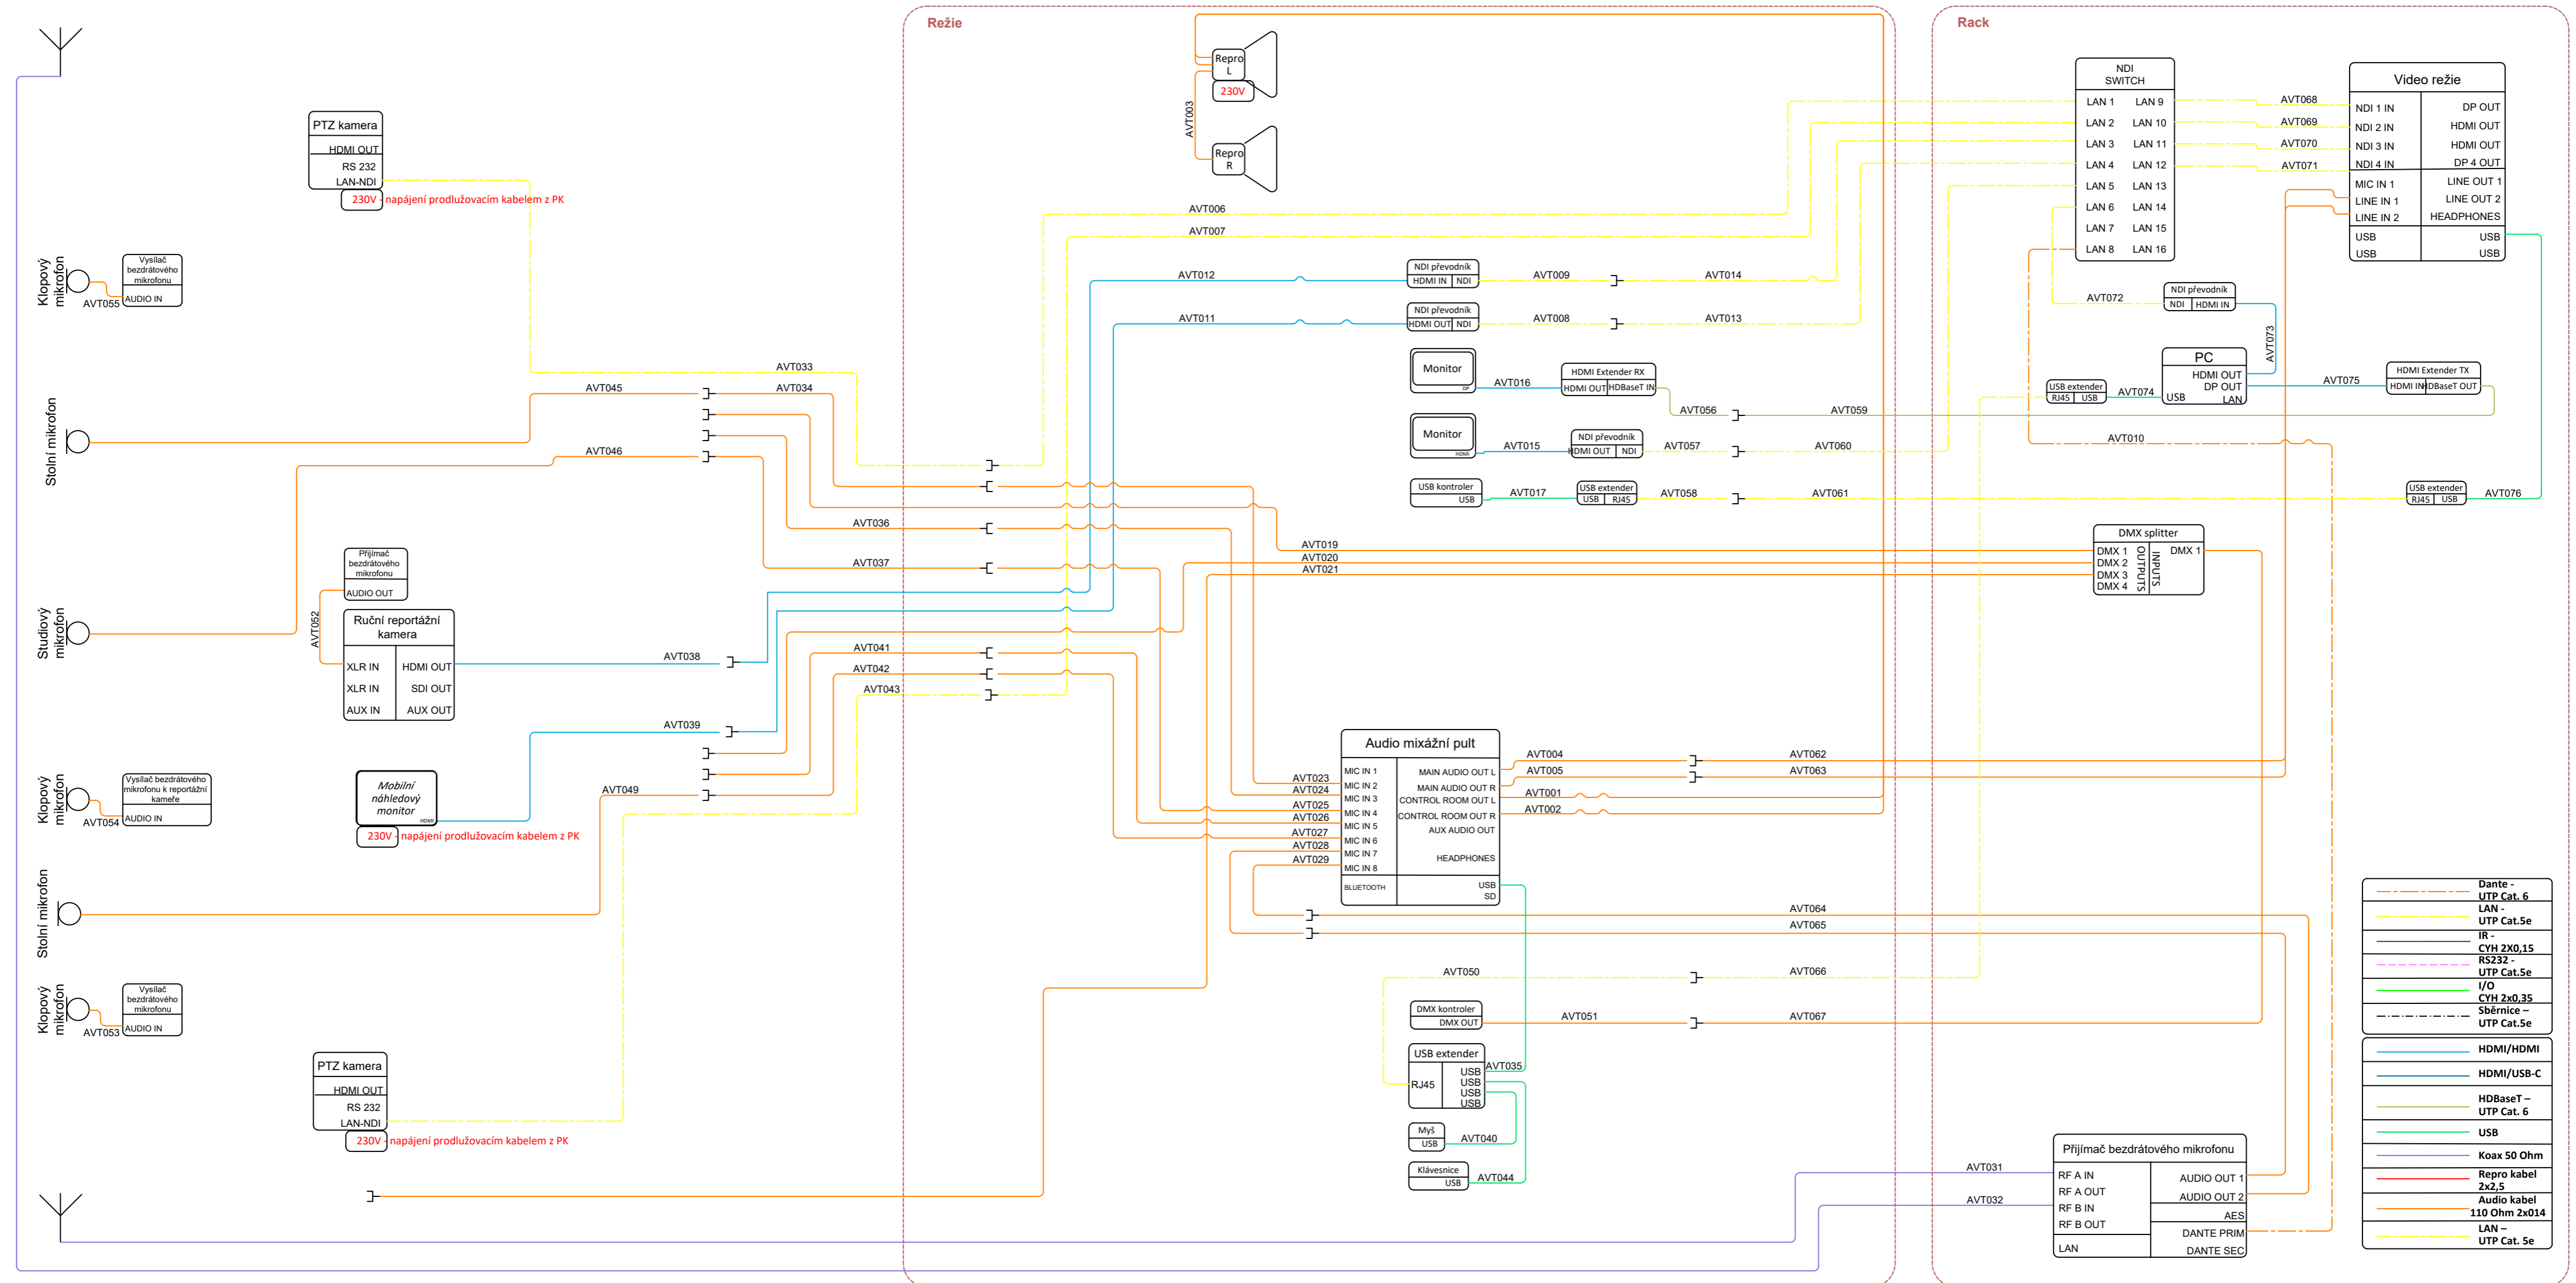 Režie
Rack
Repro
L
230V
AVT003
Repro
R
PTZ kamera
HDMI OUT
RS 232
LAN-NDI
230V - napájení prodlužovacím kabelem z PK
Klopový
mikrofon
AVT055
Vysílač
bezdrátového
mikrofonu
AUDIO IN
Stolní mikrofon
AVT045
AVT033
AVT034
AVT046
AVT036
AVT037
Studiový
mikrofon
Přijímač
bezdrátového
mikrofonu
AUDIO OUT
AVT052
Ruční reportážní
kamera
XLR IN
HDMI OUT
XLR IN
SDI OUT
AUX IN
AUX OUT
AVT038
AVT041
AVT042
AVT043
AVT039
Klopový
mikrofon
AVT054
Vysílač bezdrátového
mikrofonu k reportážní
kameře
AUDIO IN
Mobilní
náhledový
monitor
HDMI
230V - napájení prodlužovacím kabelem z PK
AVT049
Stolní mikrofon
Klopový
mikrofon
AVT053
Vysílač
bezdrátového
mikrofonu
AUDIO IN
PTZ kamera
HDMI OUT
RS 232
LAN-NDI
230V - napájení prodlužovacím kabelem z PK
AVT006
AVT007
AVT012
NDI převodník
HDMI IN
NDI
AVT009
AVT014
AVT011
NDI převodník
HDMI OUT
NDI
AVT008
AVT013
Monitor
DP
AVT016
HDMI Extender RX
HDMI OUT
HDBaseT IN
AVT056
AVT059
Monitor
HDMI
AVT015
NDI převodník
HDMI OUT
NDI
AVT057
AVT060
USB kontroler
USB
AVT017
USB extender
USB
RJ45
AVT058
AVT061
AVT019
AVT020
AVT021
Audio mixážní pult
MIC IN 1
MIC IN 2
MIC IN 3
MIC IN 4
MIC IN 5
MIC IN 6
MIC IN 7
MIC IN 8
BLUETOOTH
MAIN AUDIO OUT L
MAIN AUDIO OUT R
CONTROL ROOM OUT L
CONTROL ROOM OUT R
AUX AUDIO OUT
HEADPHONES
USB
SD
AVT023
AVT024
AVT025
AVT026
AVT027
AVT028
AVT029
AVT004
AVT005
AVT001
AVT002
AVT062
AVT063
AVT064
AVT065
AVT050
AVT066
DMX kontroler
DMX OUT
AVT051
AVT067
USB extender
RJ45
USB
USB
USB
USB
AVT035
Myš
USB
AVT040
Klávesnice
USB
AVT044
AVT031
AVT032
NDI
SWITCH
LAN 1
LAN 9
LAN 2
LAN 10
LAN 3
LAN 11
LAN 4
LAN 12
LAN 5
LAN 13
LAN 6
LAN 14
LAN 7
LAN 15
LAN 8
LAN 16
AVT068
AVT069
AVT070
AVT071
Video režie
NDI 1 IN
NDI 2 IN
NDI 3 IN
NDI 4 IN
MIC IN 1
LINE IN 1
LINE IN 2
USB
USB
DP OUT
HDMI OUT
HDMI OUT
DP 4 OUT
LINE OUT 1
LINE OUT 2
HEADPHONES
USB
USB
AVT072
NDI převodník
NDI
HDMI IN
AVT073
PC
HDMI OUT
DP OUT
USB
LAN
USB extender
RJ45
USB
AVT074
AVT075
HDMI Extender TX
HDMI IN
HDBaseT OUT
AVT010
USB extender
RJ45
USB
AVT076
DMX splitter
DMX 1
DMX 2
DMX 3
DMX 4
OUTPUTS
INPUTS
DMX 1
Přijímač bezdrátového mikrofonu
RF A IN
RF A OUT
RF B IN
RF B OUT
LAN
AUDIO OUT 1
AUDIO OUT 2
AES
DANTE PRIM
DANTE SEC
Dante -
UTP Cat. 6
LAN -
UTP Cat.5e
IR -
CYH 2X0,15
RS232 -
UTP Cat.5e
I/O
CYH 2x0,35
Sběrnice –
UTP Cat.5e
HDMI/HDMI
HDMI/USB-C
HDBaseT –
UTP Cat. 6
USB
Koax 50 Ohm
Repro kabel
2x2,5
Audio kabel
110 Ohm 2x014
LAN –
UTP Cat. 5e